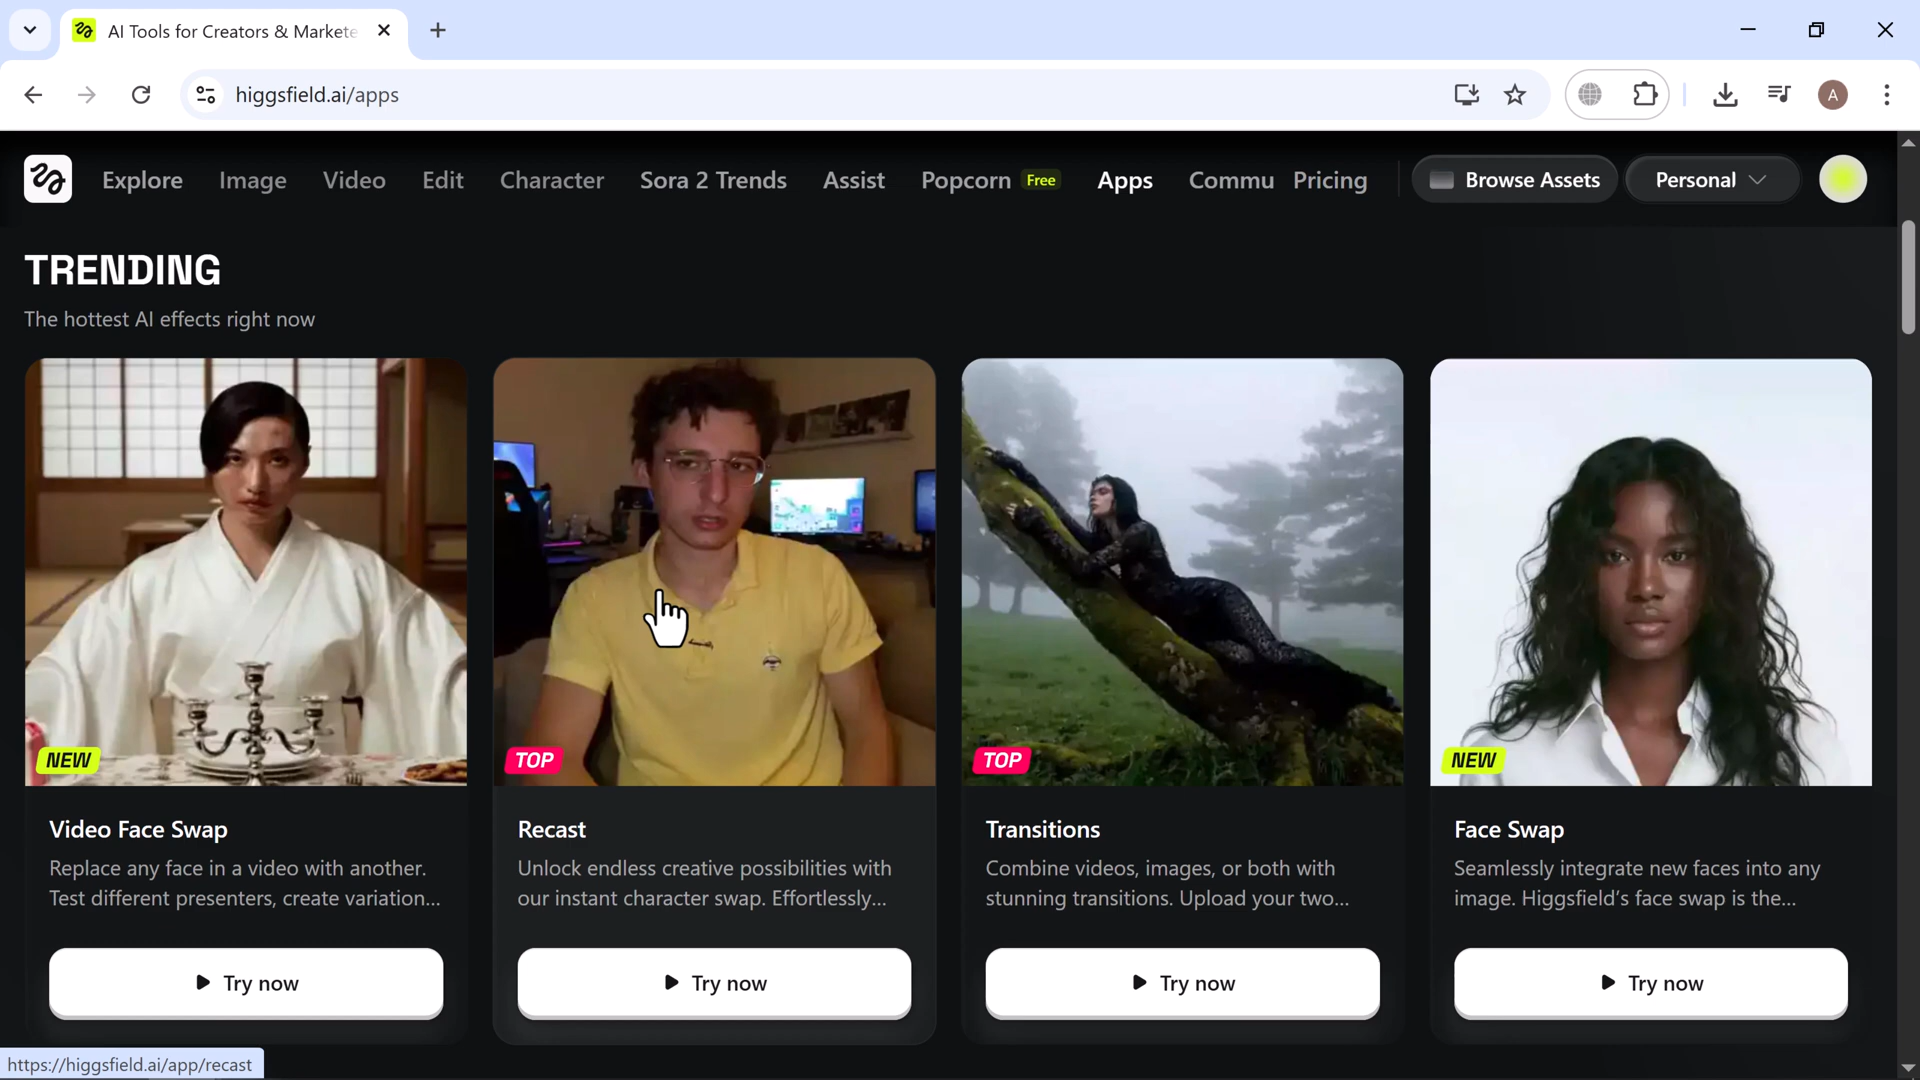 AI Tools for Creators & Markete
higgsfield.ai/apps
A
Explore Image Video Edit Character Sora 2 Trends Assist Popcorn Free Apps Commu Pricing Browse Assets Personal
TRENDING
The hottest AI effects right now
NEW TOP TOP NEW
Video Face Swap
Replace any face in a video with another.
Test different presenters, create variation...
Try now
Recast
Unlock endless creative possibilities with
our instant character swap. Effortlessly...
Try now
Transitions
Combine videos, images, or both with
stunning transitions. Upload your two...
Try now
Face Swap
Seamlessly integrate new faces into any
image. Higgsfield's face swap is the...
Try now
https://higgsfield.ai/app/recast